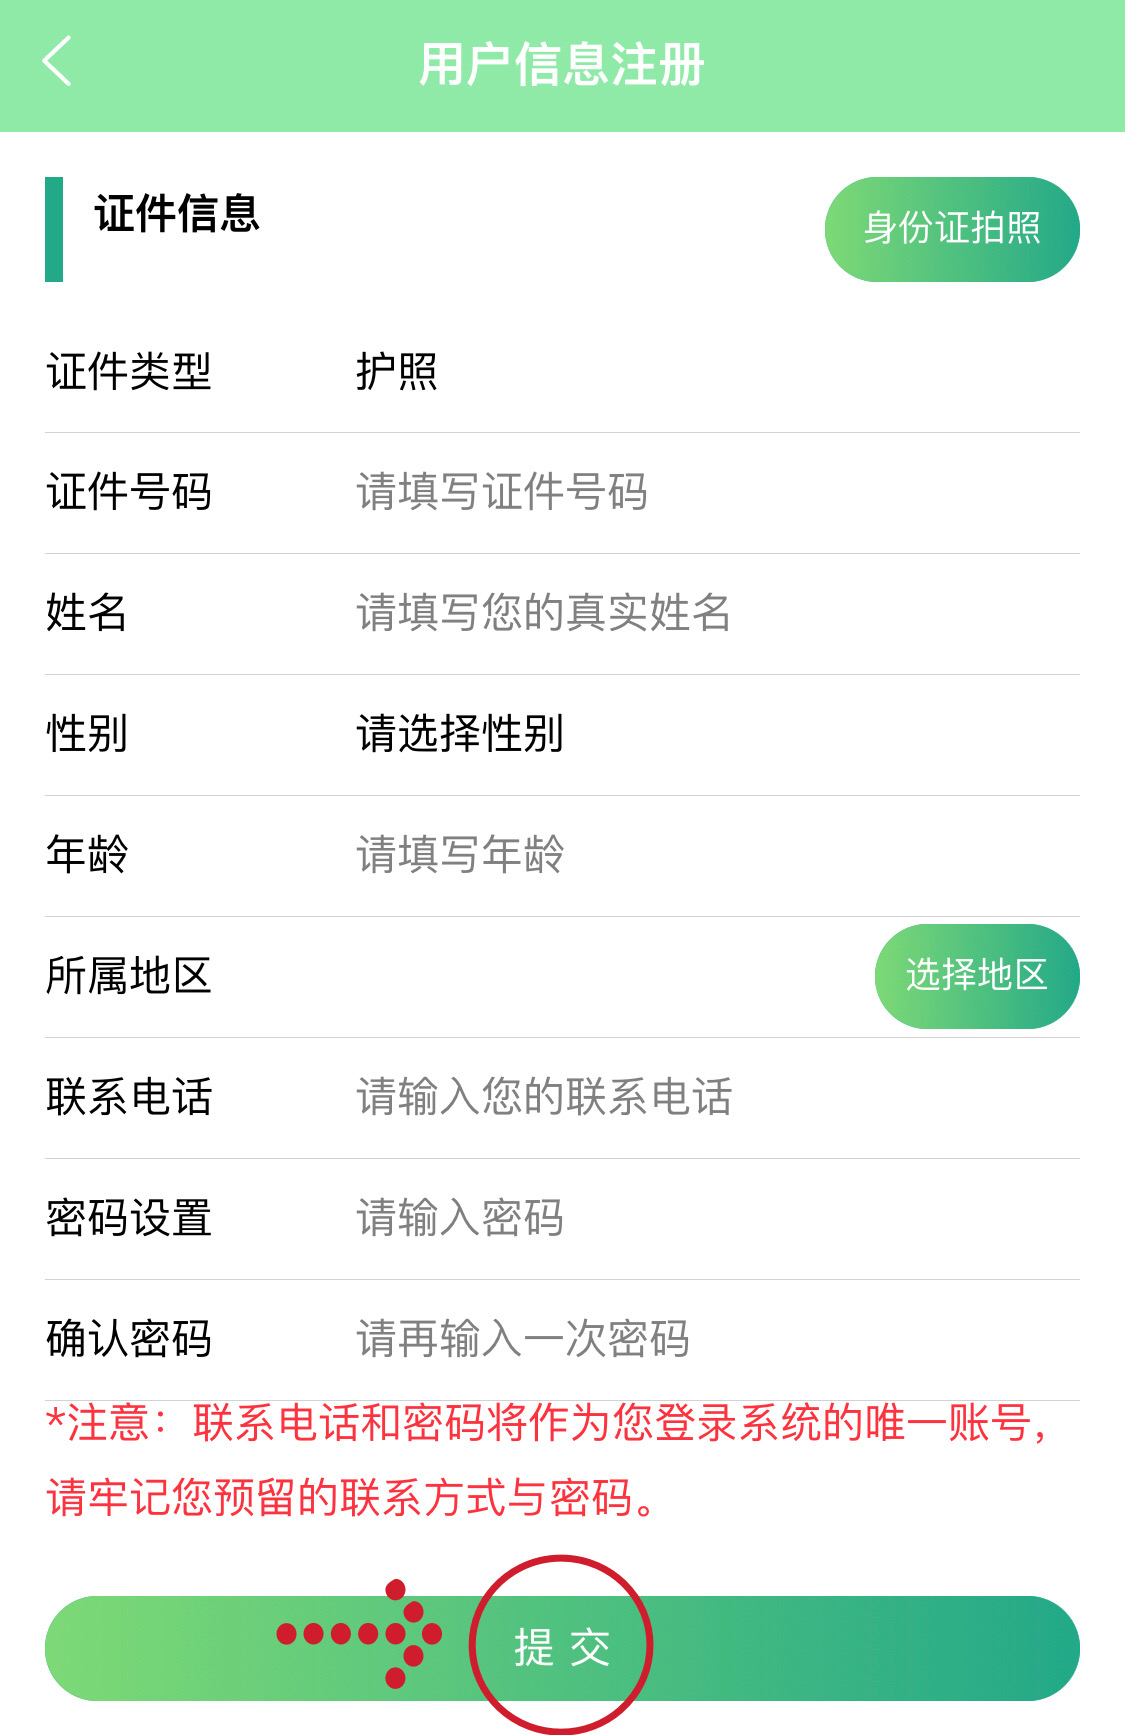 用户信息注册
证件信息 身份证拍照
证件类型 护照
证件号码 请填写证件号码
姓名 请填写您的真实姓名
性别 请选择性别
年龄 请填写年龄
所属地区 选择地区
联系电话 请输入您的联系电话
密码设置 请输入密码
确认密码 请再输入一次密码
*注意：联系电话和密码将作为您登录系统的唯一账号，
请牢记您预留的联系方式与密码。
提 交